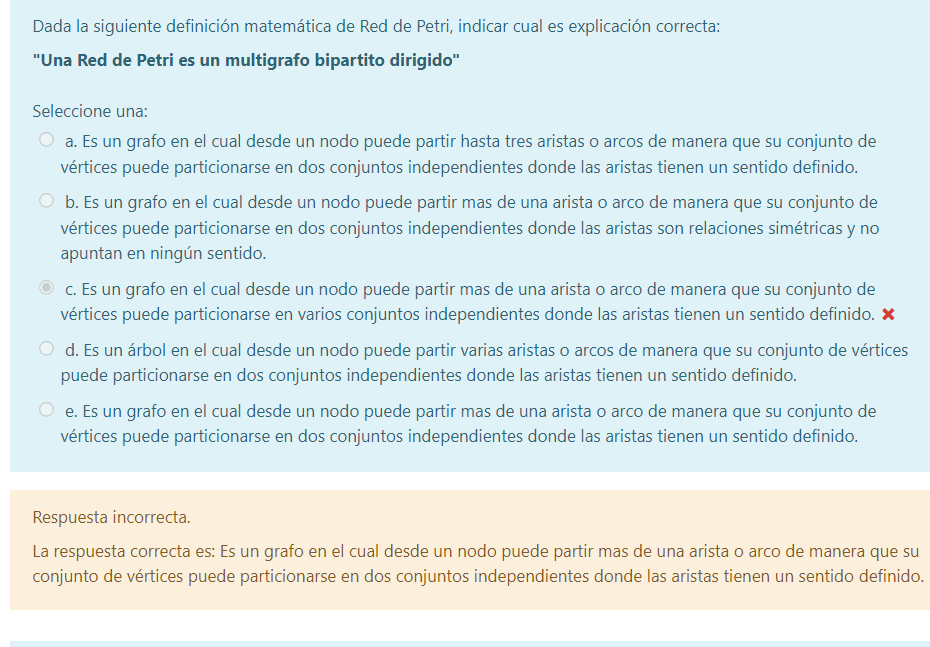 Dada la siguiente definición matemática de Red de Petri, indicar cual es explicación correcta:
"Una Red de Petri es un multigrafo bipartito dirigido"
Seleccione una:
a. Es un grafo en el cual desde un nodo puede partir hasta tres aristas o arcos de manera que su conjunto de
vértices puede particionarse en dos conjuntos independientes donde las aristas tienen un sentido definido.
b. Es un grafo en el cual desde un nodo puede partir mas de una arista o arco de manera que su conjunto de
vértices puede particionarse en dos conjuntos independientes donde las aristas son relaciones simétricas y no
apuntan en ningún sentido.
c. Es un grafo en el cual desde un nodo puede partir mas de una arista o arco de manera que su conjunto de
vértices puede particionarse en varios conjuntos independientes donde las aristas tienen un sentido definido.
d. Es un árbol en el cual desde un nodo puede partir varias aristas o arcos de manera que su conjunto de vértices
puede particionarse en dos conjuntos independientes donde las aristas tienen un sentido definido.
e. Es un grafo en el cual desde un nodo puede partir mas de una arista o arco de manera que su conjunto de
vértices puede particionarse en dos conjuntos independientes donde las aristas tienen un sentido definido.
Respuesta incorrecta.
La respuesta correcta es: Es un grafo en el cual desde un nodo puede partir mas de una arista o arco de manera que su
conjunto de vértices puede particionarse en dos conjuntos independientes donde las aristas tienen un sentido definido.